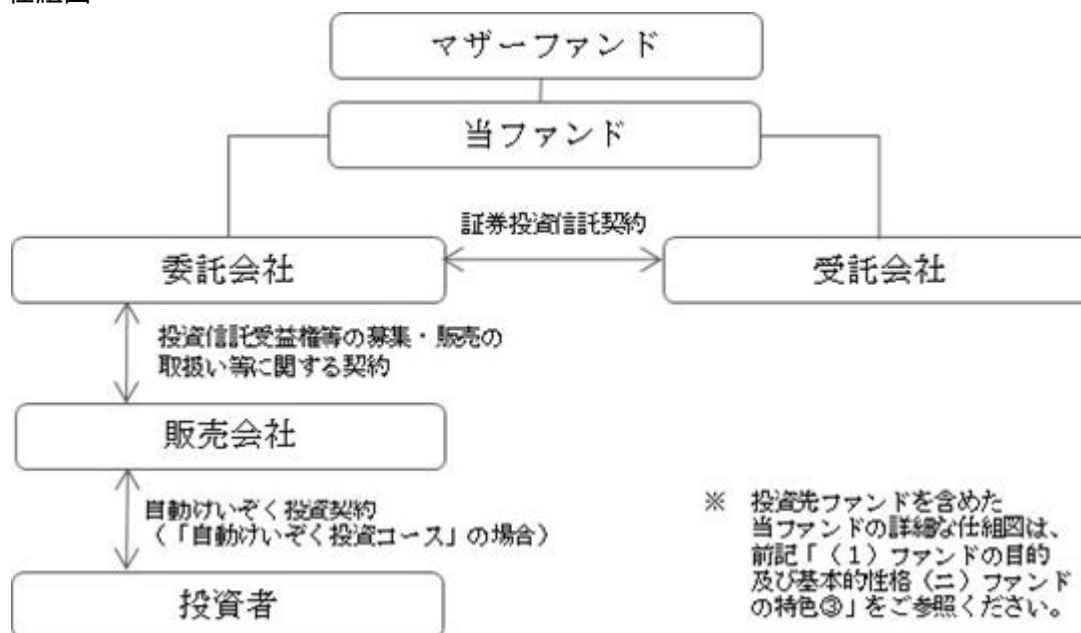 マザーファンド
当ファンド
証券投資信託契約
委託会社
受託会社
投資信託受益権等の募集・販売の
取扱い等に関する契約
販売会社
自動けいぞく投資契約
(「自動けいぞく投資コース」の場合)
投資者
※ 投資先ファンドを含めた
当ファンドの詳細な仕組図は、
前記「(1)ファンドの目的
及び基本的性格(ニ)ファンド
の特色③」をご参照ください。